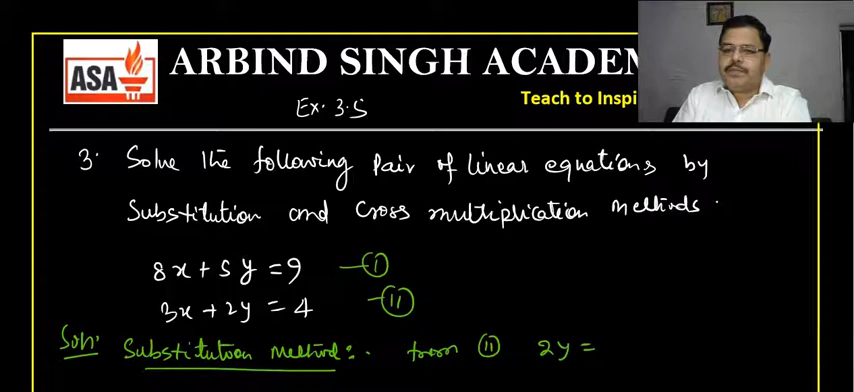 ASA
ARBIND SINGH ACADEM
Teach to Inspi
Ex. 3.5
3. Solve the following Pair of linear equations by
Substitution and Cross multiplication methods.
8x + 5y = 9 —(i)
3x + 2y = 4 —(ii)
Soln. Substitution method:- from (ii) 2y =